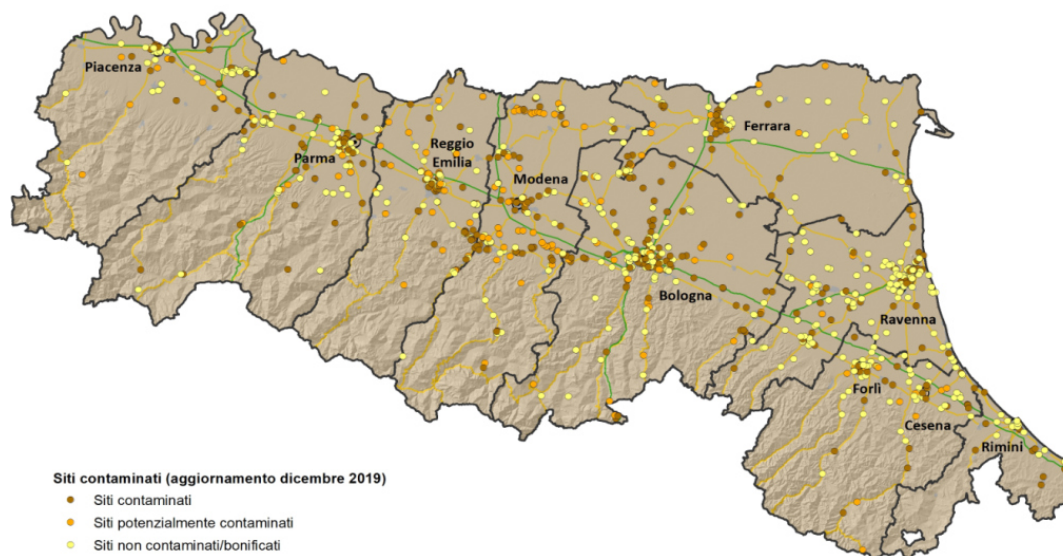 Piacenza
Parma
Reggio
Emilia
Modena
Ferrara
Bologna
Ravenna
Forlì
Cesena
Rimini
Siti contaminati (aggiornamento dicembre 2019)
Siti contaminati
Siti potenzialmente contaminati
Siti non contaminati/bonificati